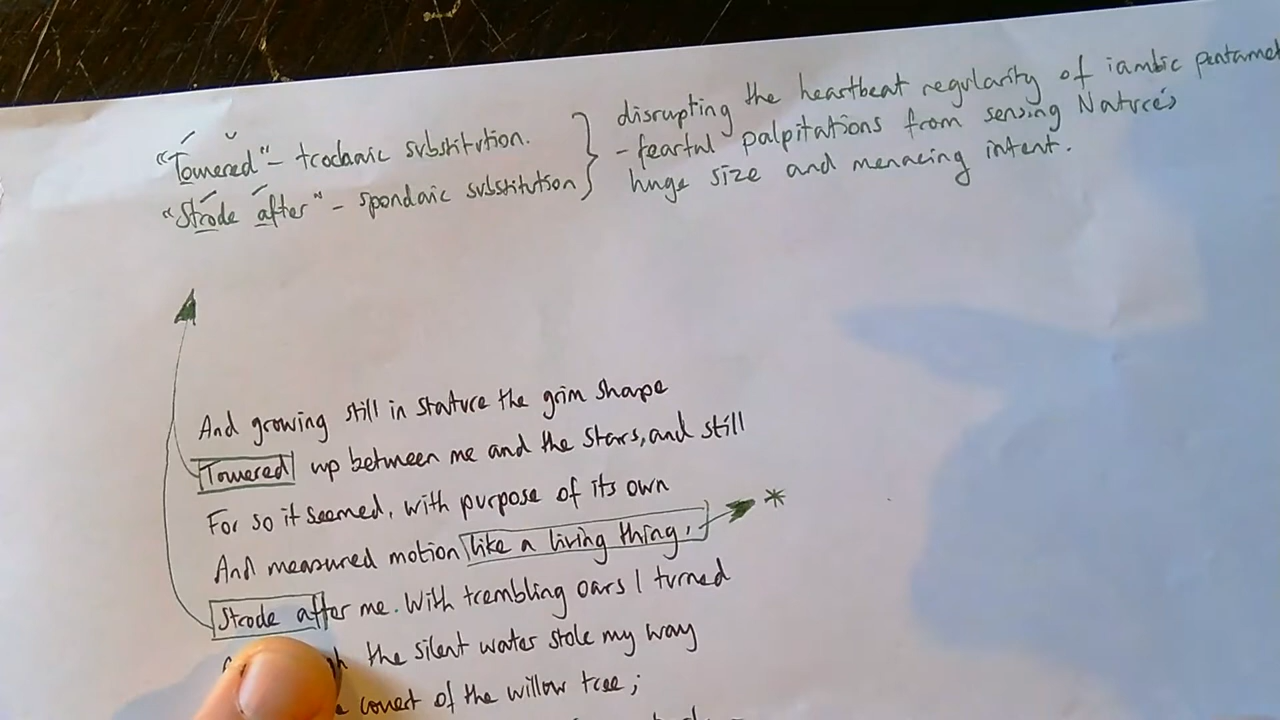 "Towered" - trochaic substitution.
"Strode after" - spondaic substitution
disrupting the heartbeat regularity of iambic pentamet
- fearful palpitations from sensing Nature's
huge size and menacing intent.
And growing still in stature the grim shape
Towered up between me and the stars, and still
For so it seemed, with purpose of its own
And measured motion like a living thing, *
Strode after me. With trembling oars I turned
the silent water stole my way
covert of the willow tree;